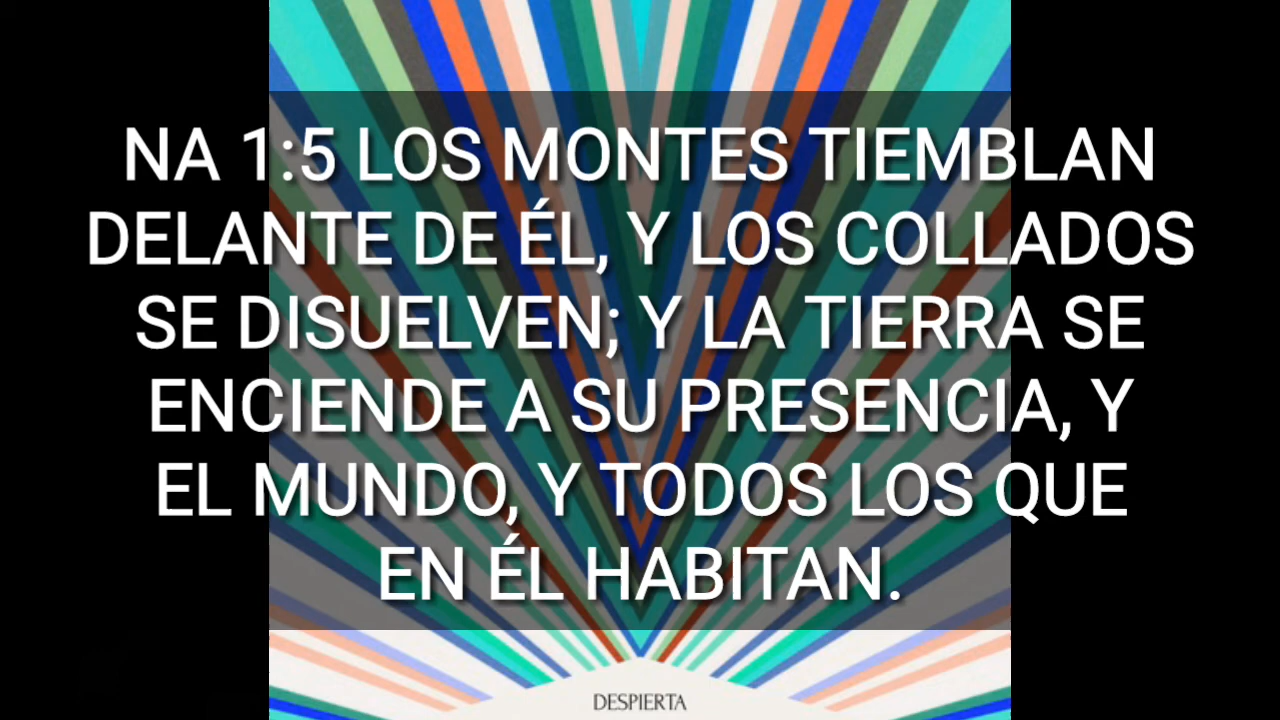 NA 1:5 LOS MONTES TIEMBLAN
DELANTE DE ÉL, Y LOS COLLADOS
SE DISUELVEN; Y LA TIERRA SE
ENCIENDE A SU PRESENCIA, Y
EL MUNDO, Y TODOS LOS QUE
EN ÉL HABITAN.
DESPIERTA